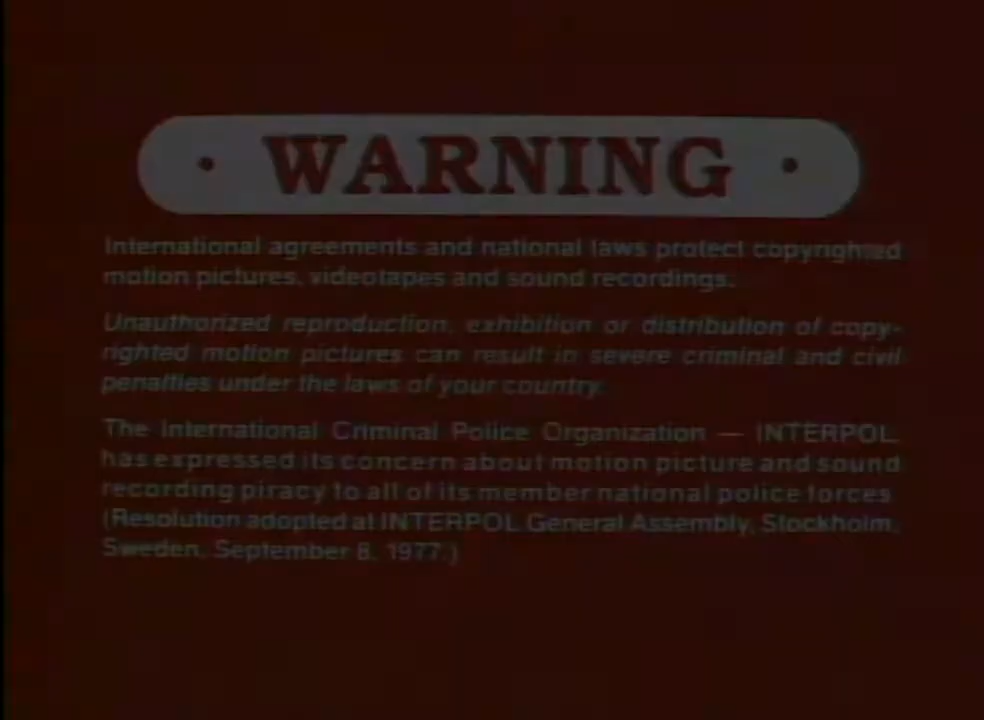 • WARNING •
International agreements and national laws protect copyrighted
motion pictures, videotapes and sound recordings.
Unauthorized reproduction, exhibition or distribution of copy-
righted motion pictures can result in severe criminal and civil
penalties under the laws of your country.
The International Criminal Police Organization — INTERPOL,
has expressed its concern about motion picture and sound
recording piracy to all of its member national police forces.
(Resolution adopted at INTERPOL General Assembly, Stockholm,
Sweden, September 8, 1977.)